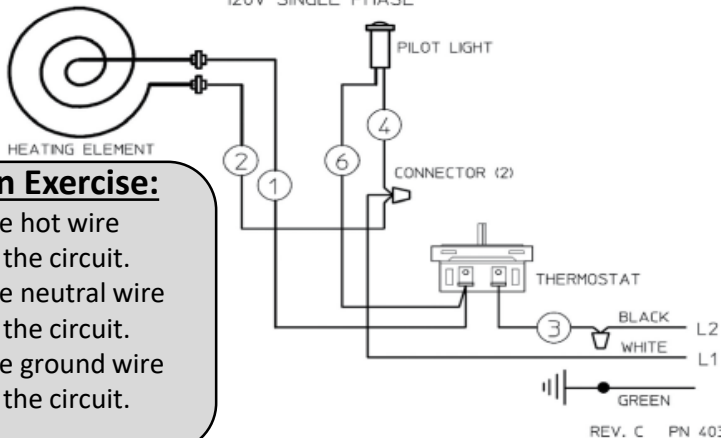 120V SINGLE PHASE
PILOT LIGHT
4
HEATING ELEMENT
2
6
1
CONNECTOR (2)
n Exercise:
e hot wire
the circuit.
e neutral wire
the circuit.
e ground wire
the circuit.
THERMOSTAT
3
BLACK
L2
WHITE
L1
GREEN
REV. C PN 403